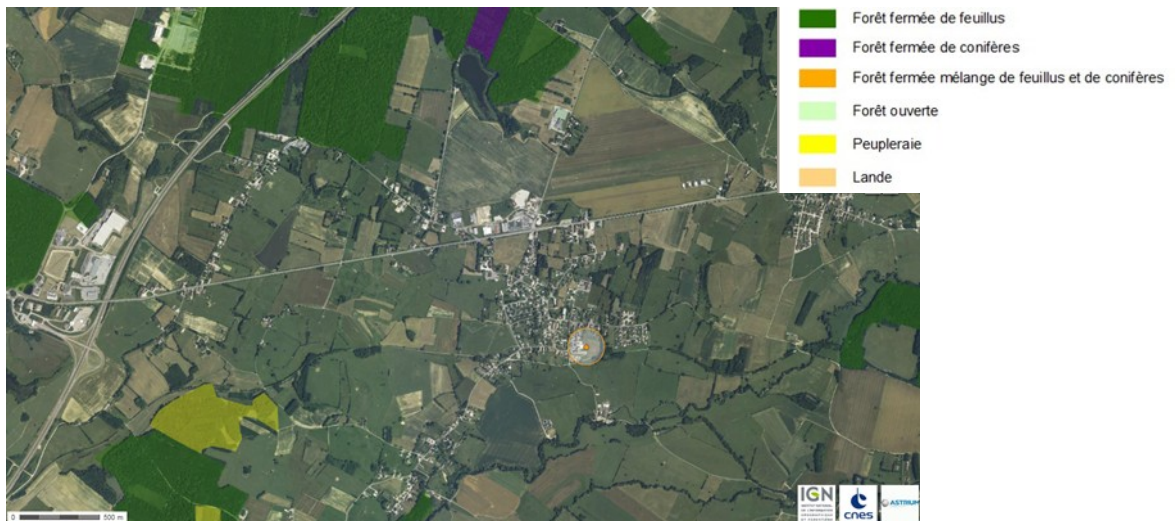 Forêt fermée de feuillus
Forêt fermée de conifères
Forêt fermée mélange de feuillus et de conifères
Forêt ouverte
Peupleraie
Lande
0 500 m
IGN
cnes
ASTRIUM